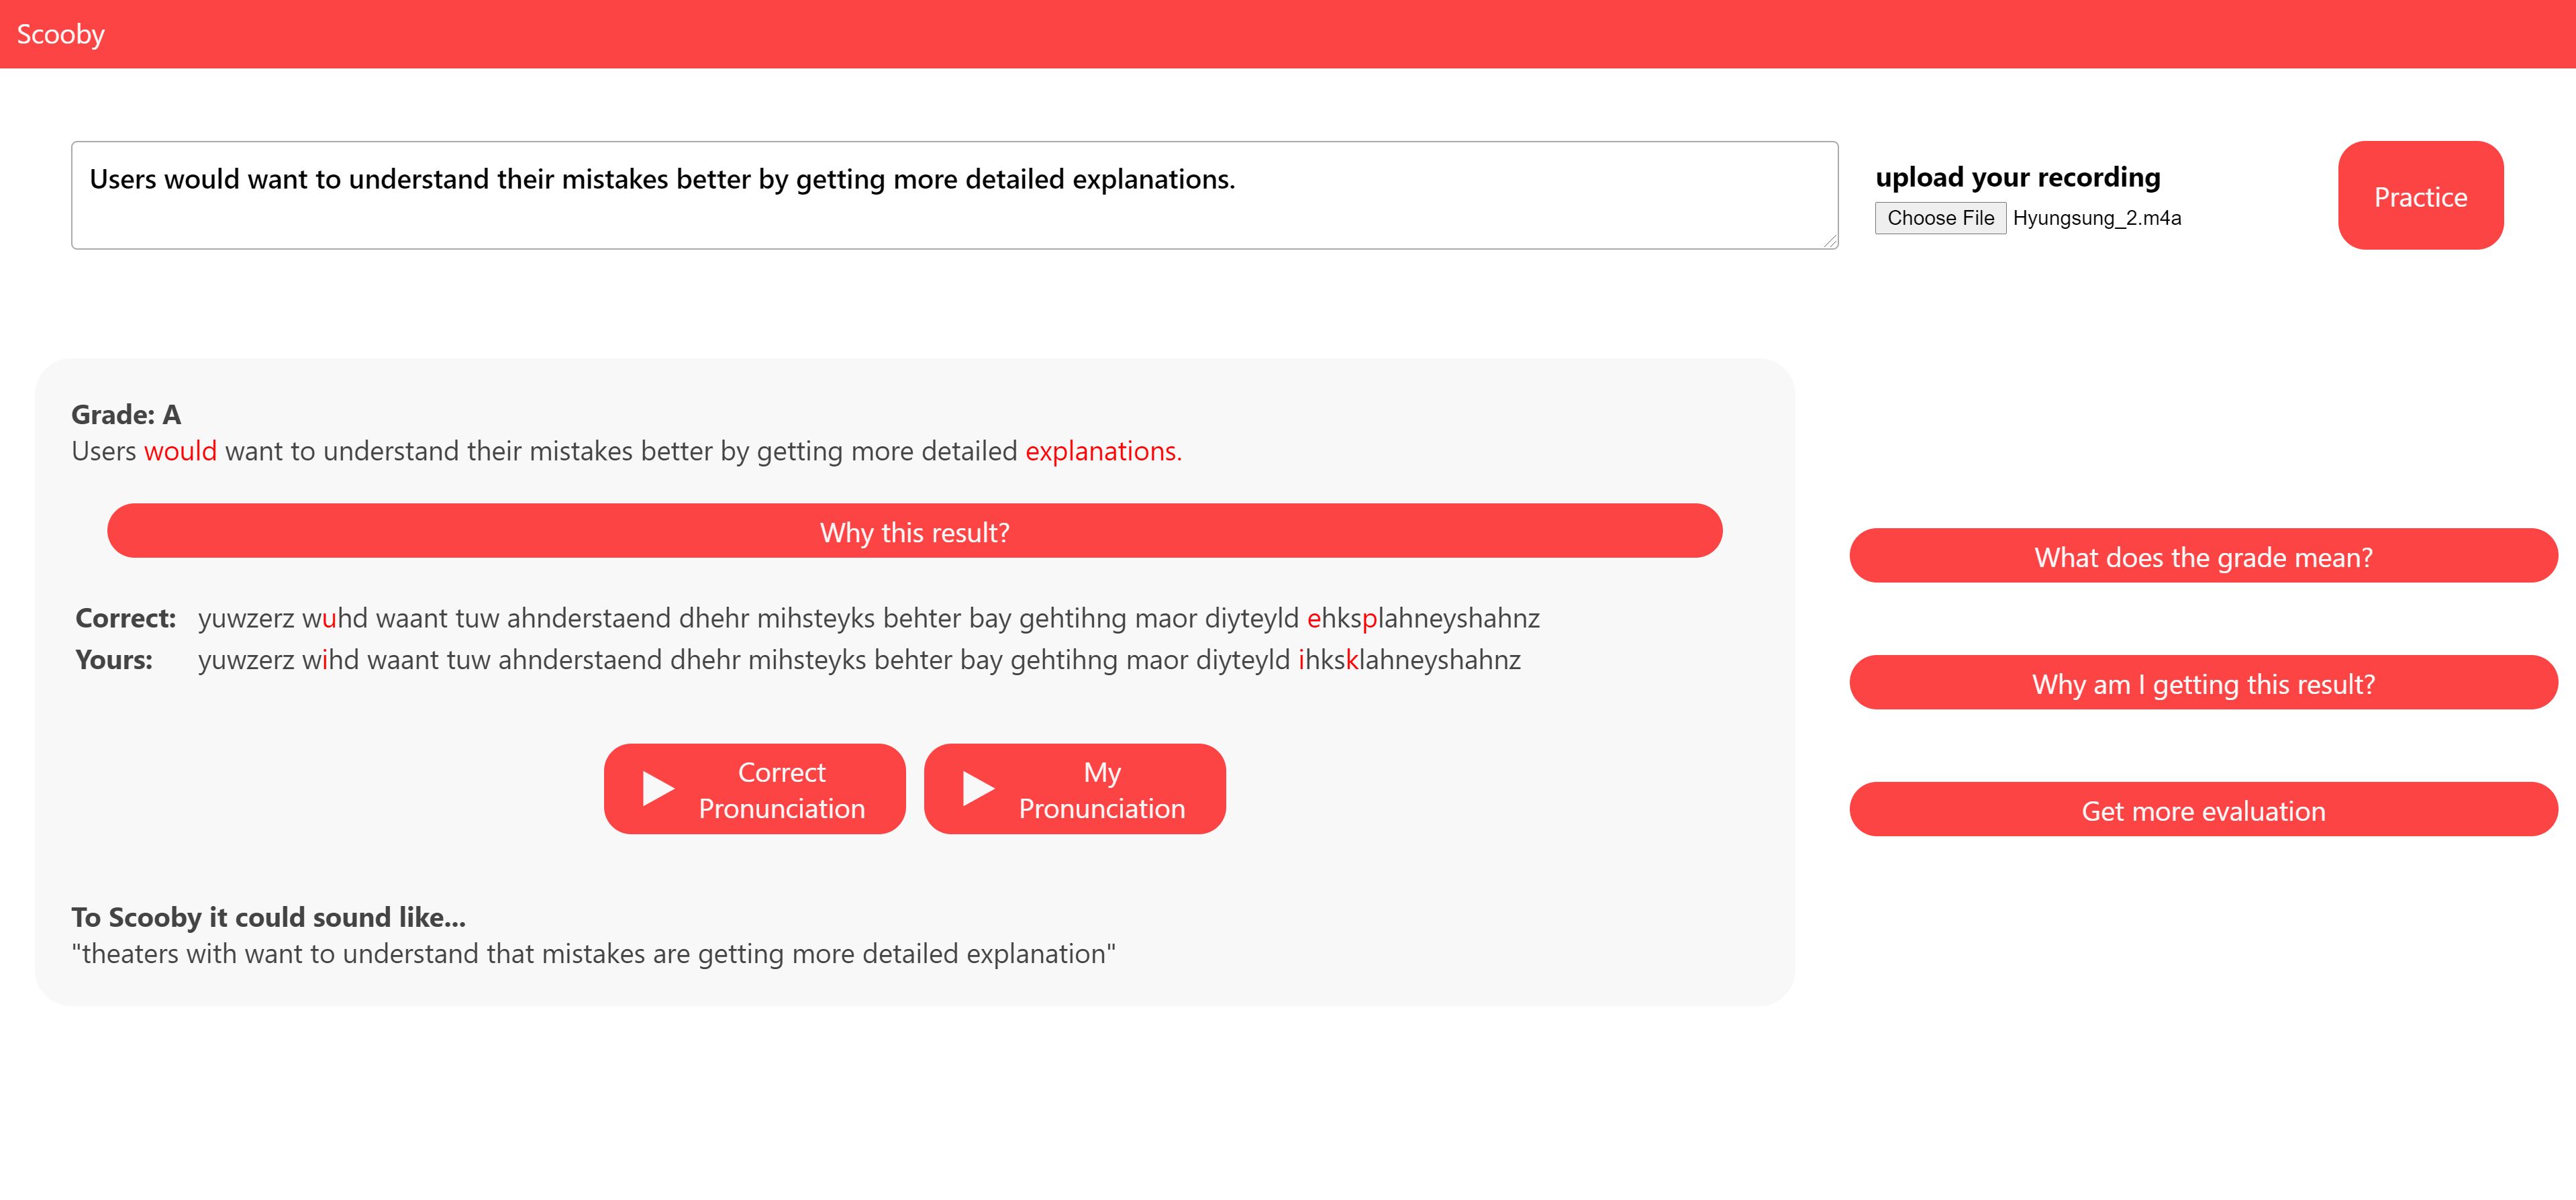 Scooby
Users would want to understand their mistakes better by getting more detailed explanations.
upload your recording
Choose File Hyungsung_2.m4a
Practice
Grade: A
Users would want to understand their mistakes better by getting more detailed explanations.
Why this result?
Correct: yuwzerz wuhd waant tuw ahnderstaend dhehr mihsteyks behter bay gehtihng maor diyteyld ehksplahneyshahnz
Yours: yuwzerz wihd waant tuw ahnderstaend dhehr mihsteyks behter bay gehtihng maor diyteyld ihksklahneyshahnz
Correct
Pronunciation
My
Pronunciation
To Scooby it could sound like...
"theaters with want to understand that mistakes are getting more detailed explanation"
What does the grade mean?
Why am I getting this result?
Get more evaluation